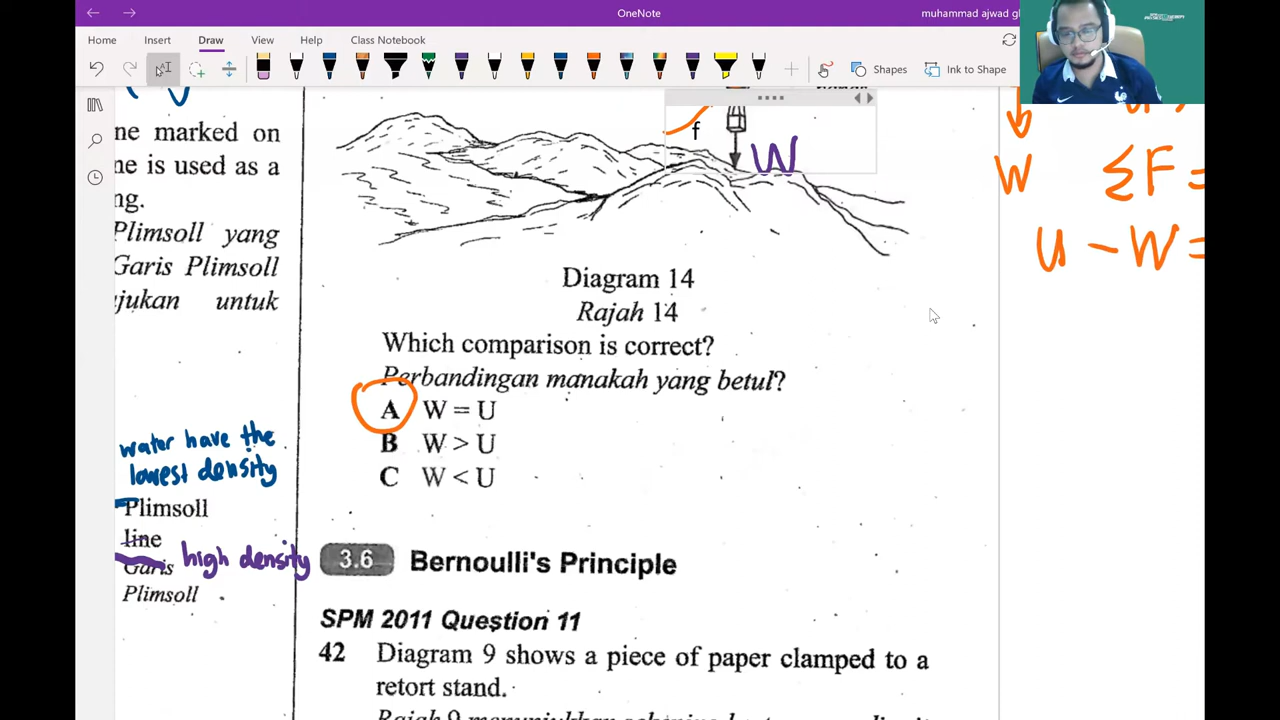 OneNote
muhammad ajwad gl
Home Insert Draw View Help Class Notebook
Shapes Ink to Shape
ne marked on
ne is used as a
ng.
Plimsoll yang
Garis Plimsoll
ujukan untuk
water have the
lowest density
Plimsoll
line
high density
Garis
Plimsoll
f
W
Diagram 14
Rajah 14
Which comparison is correct?
Perbandingan manakah yang betul?
A W = U
B W > U
C W < U
3.6 Bernoulli's Principle
SPM 2011 Question 11
42 Diagram 9 shows a piece of paper clamped to a
retort stand.
W ΣF =
U - W =